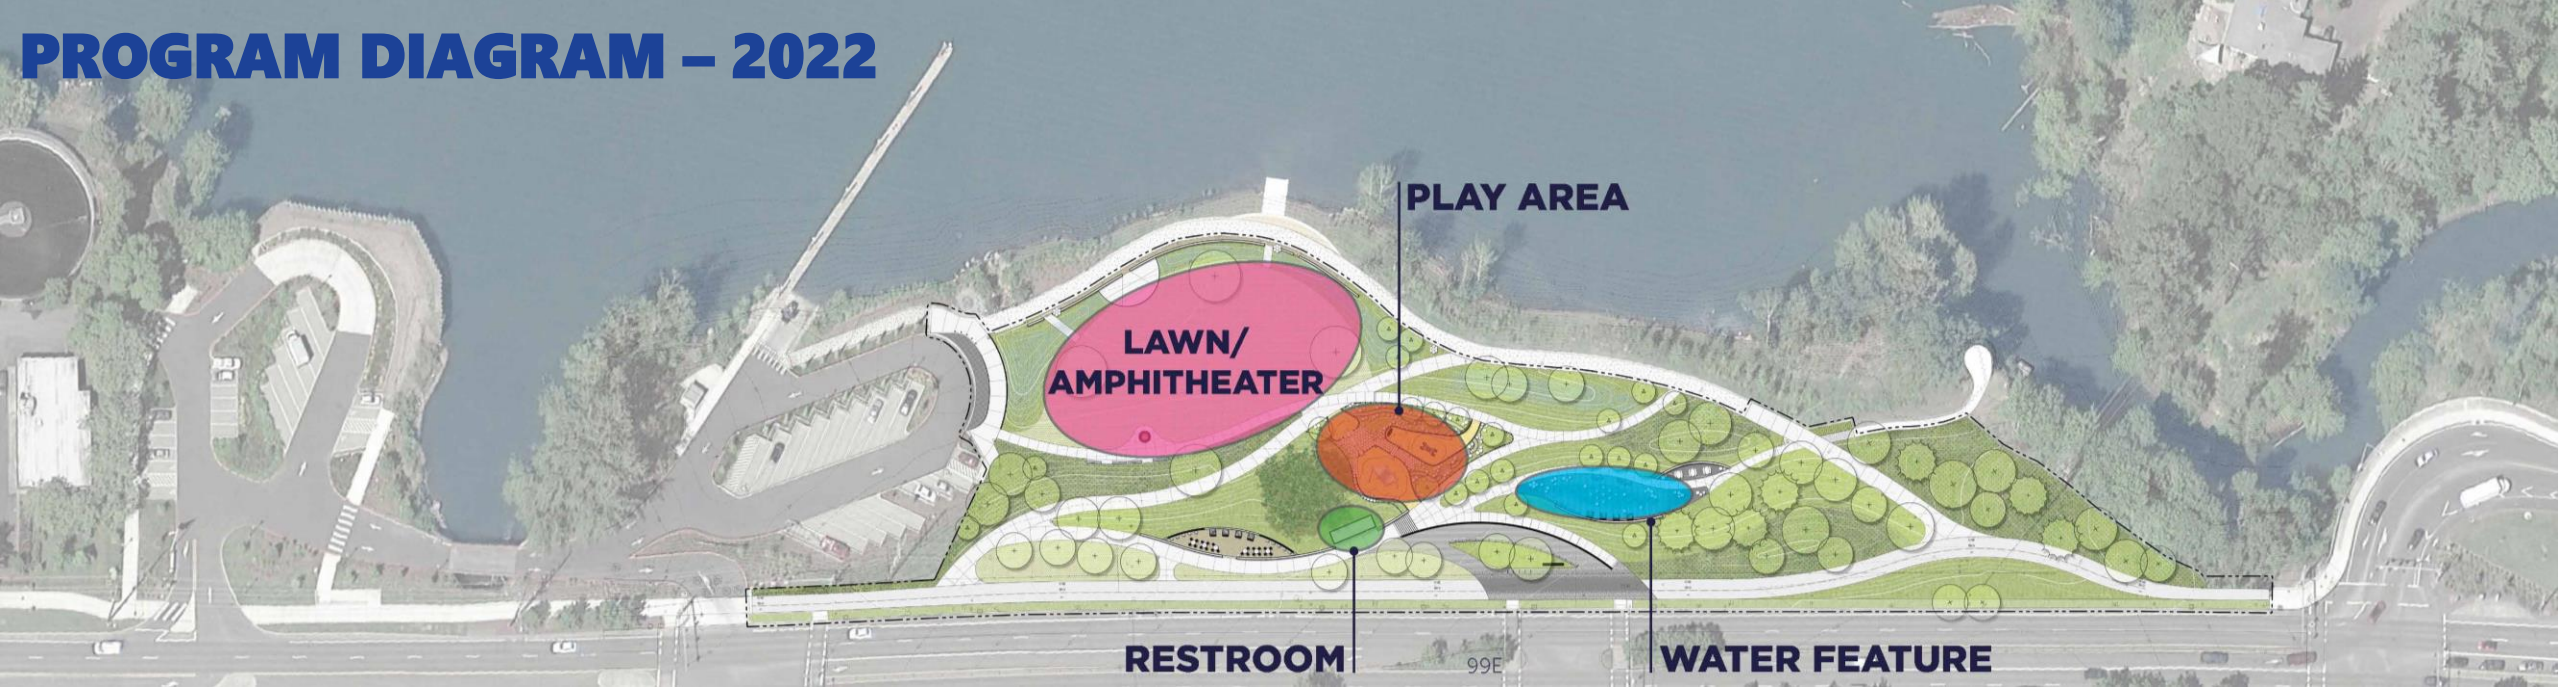 PROGRAM DIAGRAM – 2022
PLAY AREA
LAWN/
AMPHITHEATER
RESTROOM
99E
WATER FEATURE